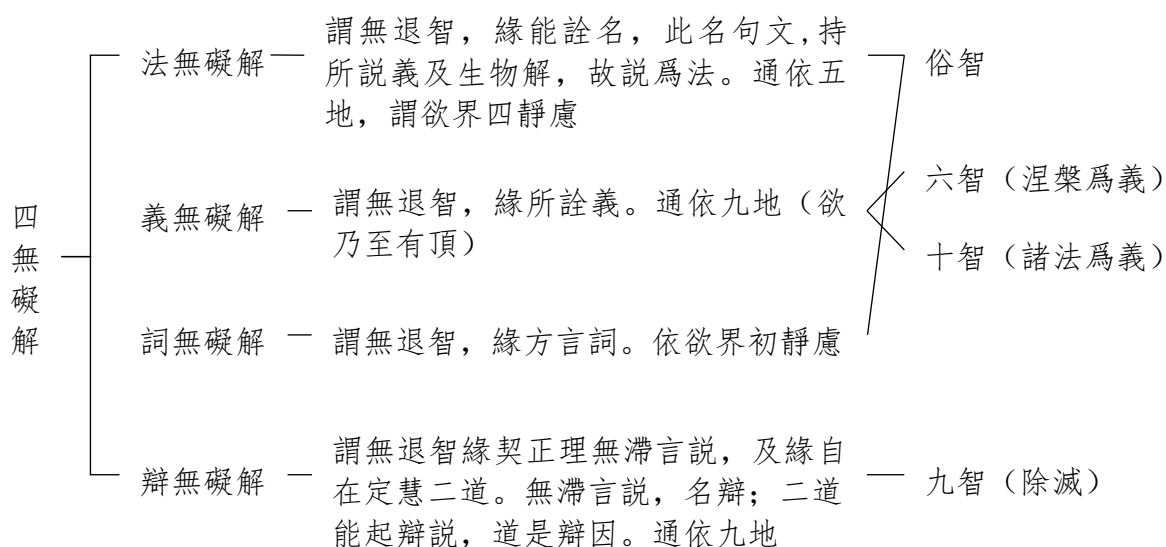 四無礙解
法無礙解
謂無退智，緣能詮名，此名句文，持
所説義及生物解，故説爲法。通依五
地，謂欲界四靜慮
俗智
義無礙解
謂無退智，緣所詮義。通依九地（欲
乃至有頂）
六智（涅槃爲義）
十智（諸法爲義）
詞無礙解
謂無退智，緣方言詞。依欲界初靜慮
辯無礙解
謂無退智緣契正理無滯言説，及緣自
在定慧二道。無滯言説，名辯；二道
能起辯説，道是辯因。通依九地
九智（除滅）